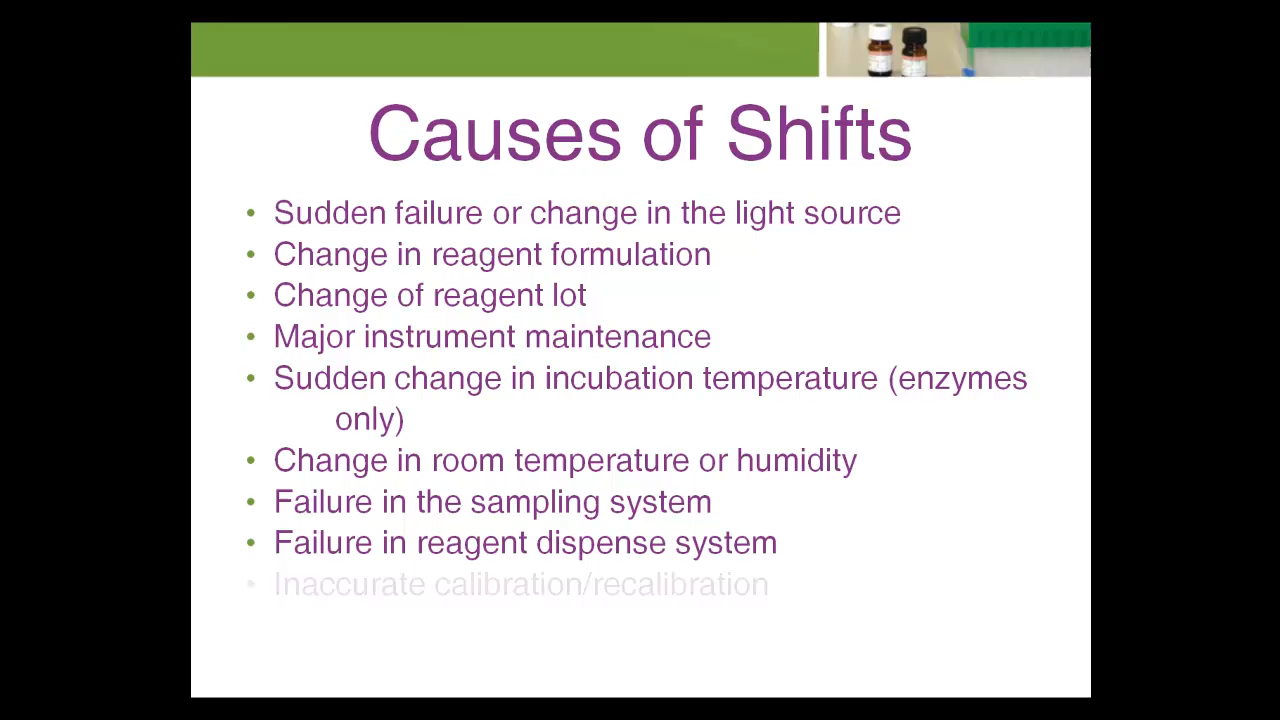 Causes of Shifts
• Sudden failure or change in the light source
• Change in reagent formulation
• Change of reagent lot
• Major instrument maintenance
• Sudden change in incubation temperature (enzymes
only)
• Change in room temperature or humidity
• Failure in the sampling system
• Failure in reagent dispense system
• Inaccurate calibration/recalibration